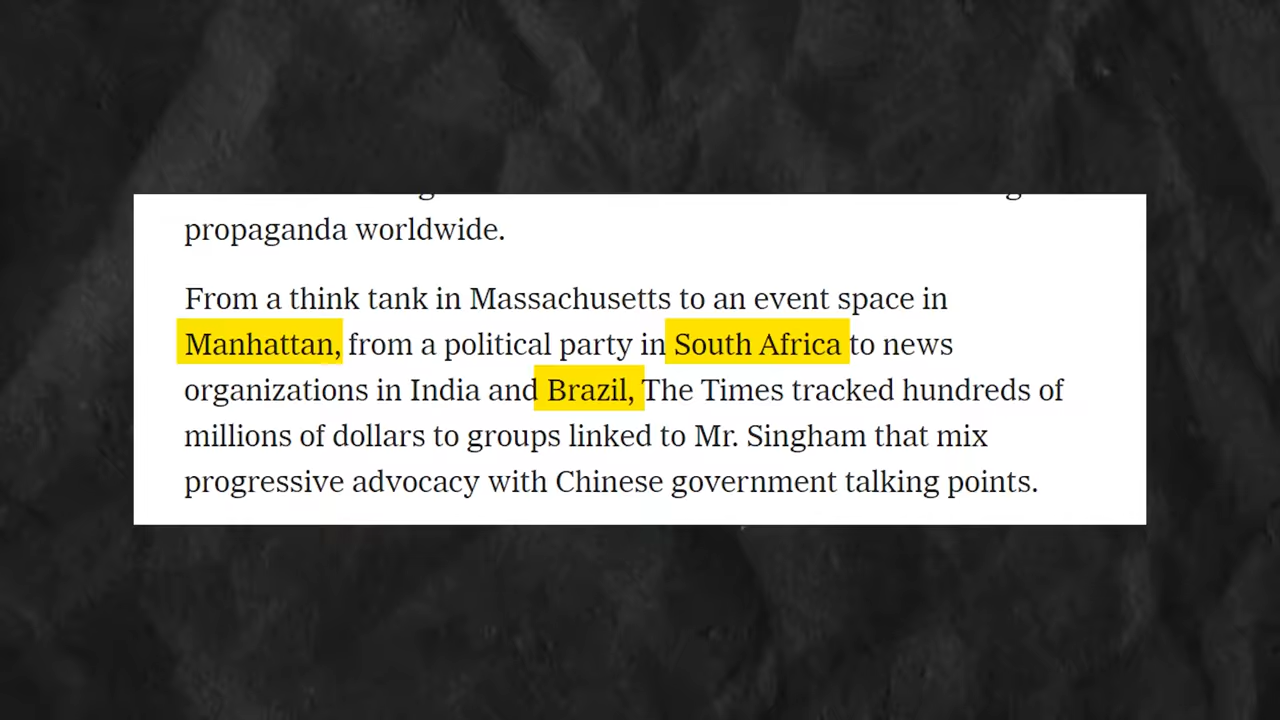 propaganda worldwide.
From a think tank in Massachusetts to an event space in
Manhattan, from a political party in South Africa to news
organizations in India and Brazil, The Times tracked hundreds of
millions of dollars to groups linked to Mr. Singham that mix
progressive advocacy with Chinese government talking points.